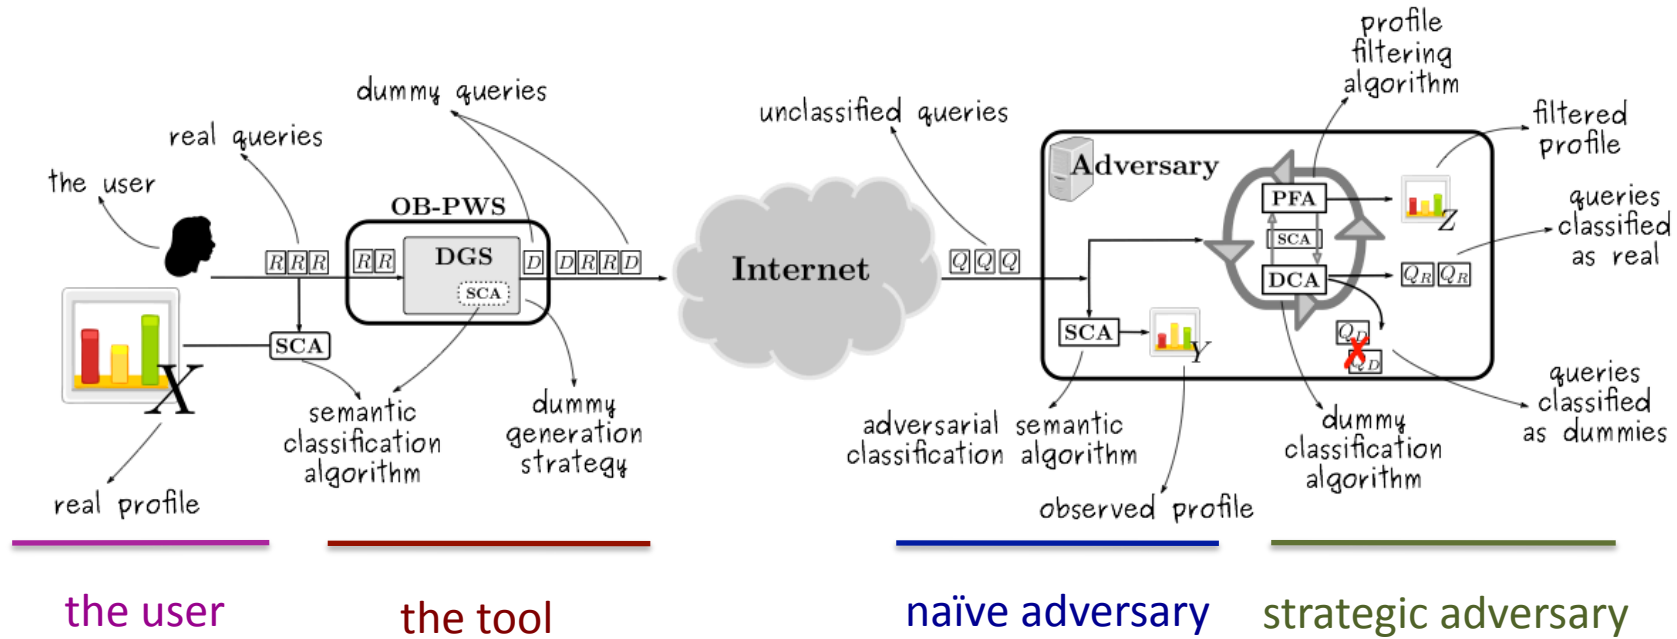 profile
filtering
algorithm
dummy queries
unclassified queries
filtered
profile
real queries
the user
Adversary
OB-PWS
PFA
Z
queries
classified
as real
SCA
R R R
R R
DGS
D
D R R D
Internet
Q Q Q
DCA
Q_R Q_R
SCA
SCA
SCA
Y
Q_D
Q_D
X
semantic
classification
algorithm
dummy
generation
strategy
adversarial semantic
classification algorithm
dummy
classification
algorithm
queries
classified
as dummies
real profile
observed profile
the user
the tool
naïve adversary
strategic adversary